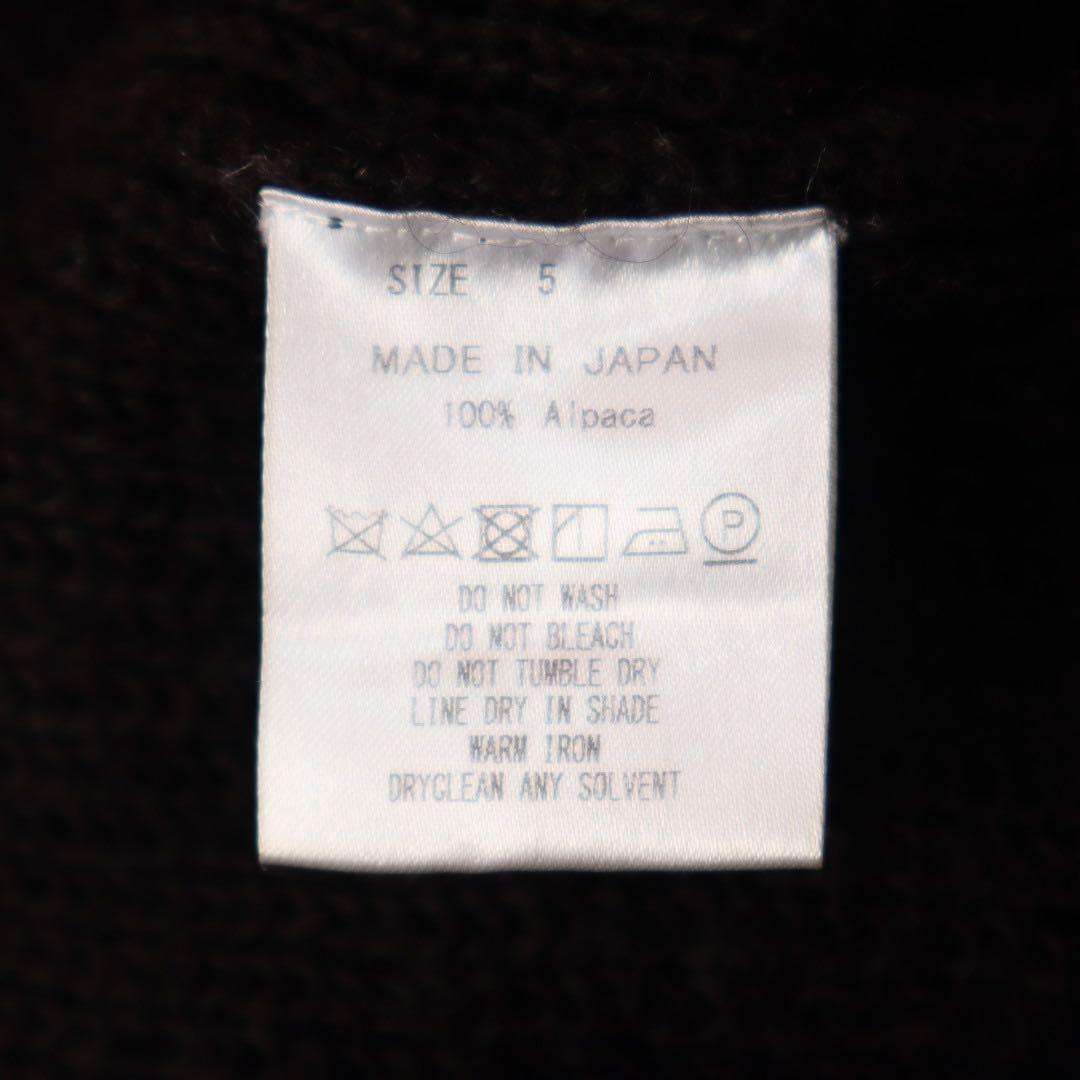 SIZE 5
MADE IN JAPAN
100% Alpaca
P
DO NOT WASH
DO NOT BLEACH
DO NOT TUMBLE DRY
LINE DRY IN SHADE
WARM IRON
DRYCLEAN ANY SOLVENT